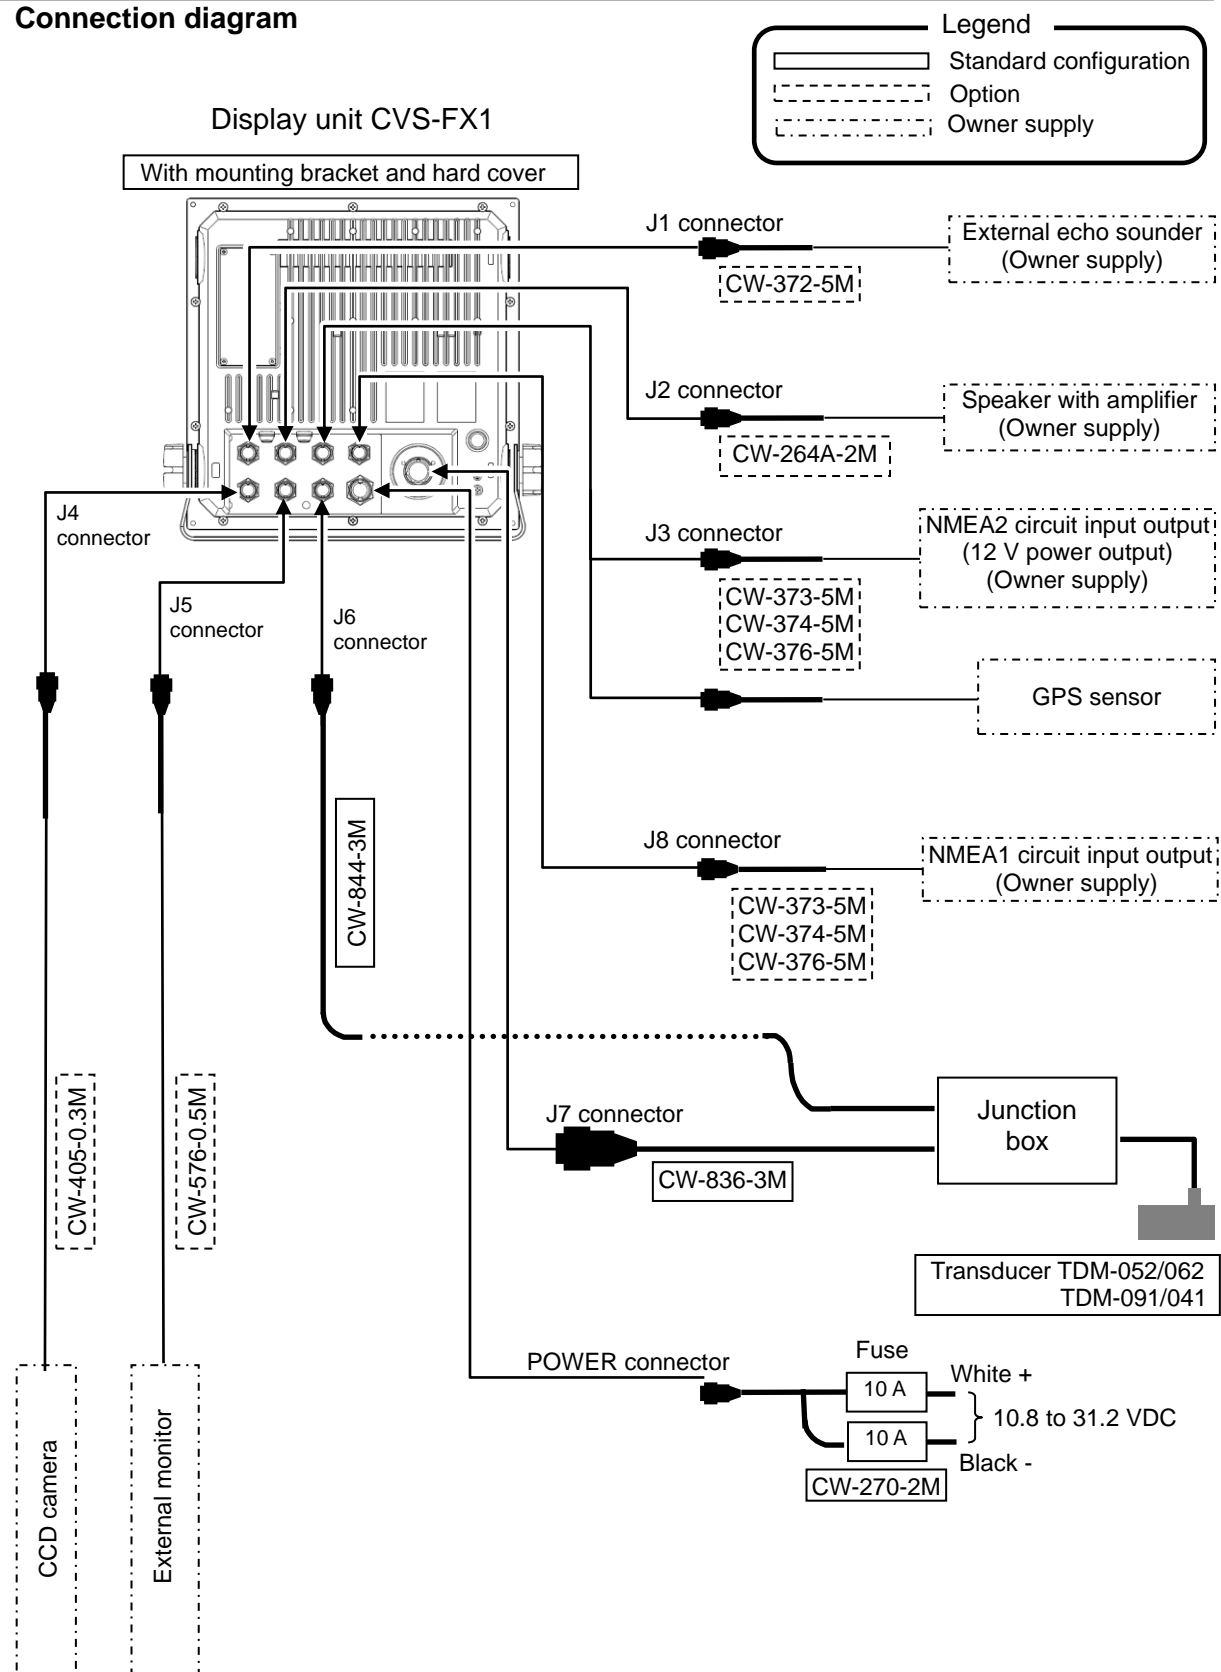 Connection diagram
Legend
Standard configuration
Option
Owner supply
Display unit CVS-FX1
With mounting bracket and hard cover
J1 connector
CW-372-5M
External echo sounder
(Owner supply)
J2 connector
CW-264A-2M
Speaker with amplifier
(Owner supply)
J3 connector
CW-373-5M
CW-374-5M
CW-376-5M
NMEA2 circuit input output
(12 V power output)
(Owner supply)
GPS sensor
J4
connector
J5
connector
J6
connector
J8 connector
CW-373-5M
CW-374-5M
CW-376-5M
NMEA1 circuit input output
(Owner supply)
CW-844-3M
CW-405-0.3M
CW-576-0.5M
J7 connector
CW-836-3M
Junction
box
Transducer TDM-052/062
TDM-091/041
POWER connector
Fuse
10 A
10 A
White +
10.8 to 31.2 VDC
Black -
CW-270-2M
CCD camera
External monitor